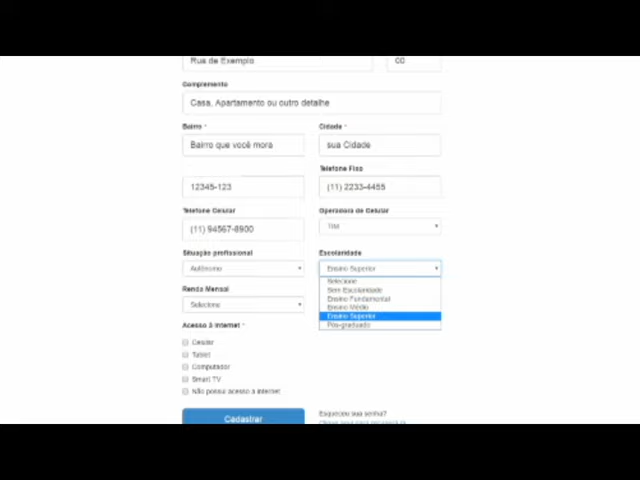 Rua de Exemplo 00
Complemento
Casa, Apartamento ou outro detalhe
Bairro * Cidade *
Bairro que você mora sua Cidade
Telefone Fixo
12345-123 (11) 2233-4455
Telefone Celular Operadora de Celular
(11) 94567-8900 TIM
Situação profissional Escolaridade
Autônomo Ensino Superior
Renda Mensal
Selecione
Selecione
Sem Escolaridade
Ensino Fundamental
Ensino Médio
Ensino Superior
Pós-graduado
Acesso à Internet *
Celular
Tablet
Computador
Smart TV
Não possui acesso a internet
Cadastrar
Esqueceu sua senha?